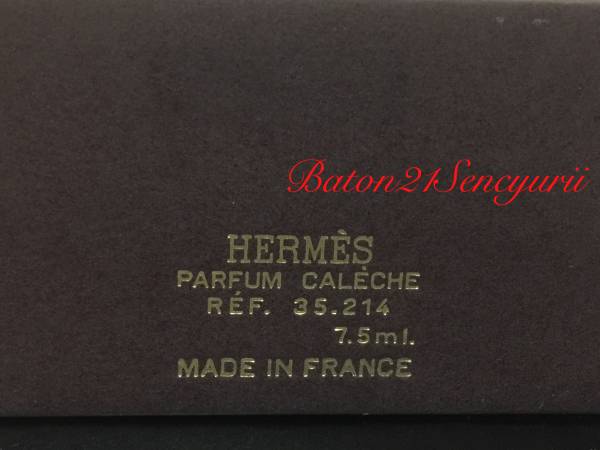 Baton21Sencyurii
HERMÈS
PARFUM CALÈCHE
RÉF. 35.214
7.5ml.
MADE IN FRANCE